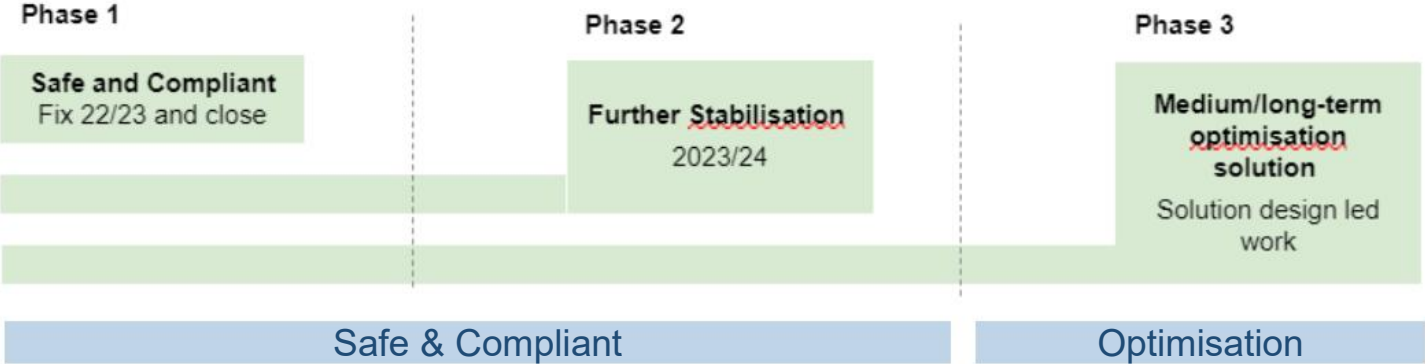 Phase 1
Safe and Compliant
Fix 22/23 and close
Phase 2
Further Stabilisation
2023/24
Phase 3
Medium/long-term
optimisation
solution
Solution design led
work
Safe & Compliant
Optimisation